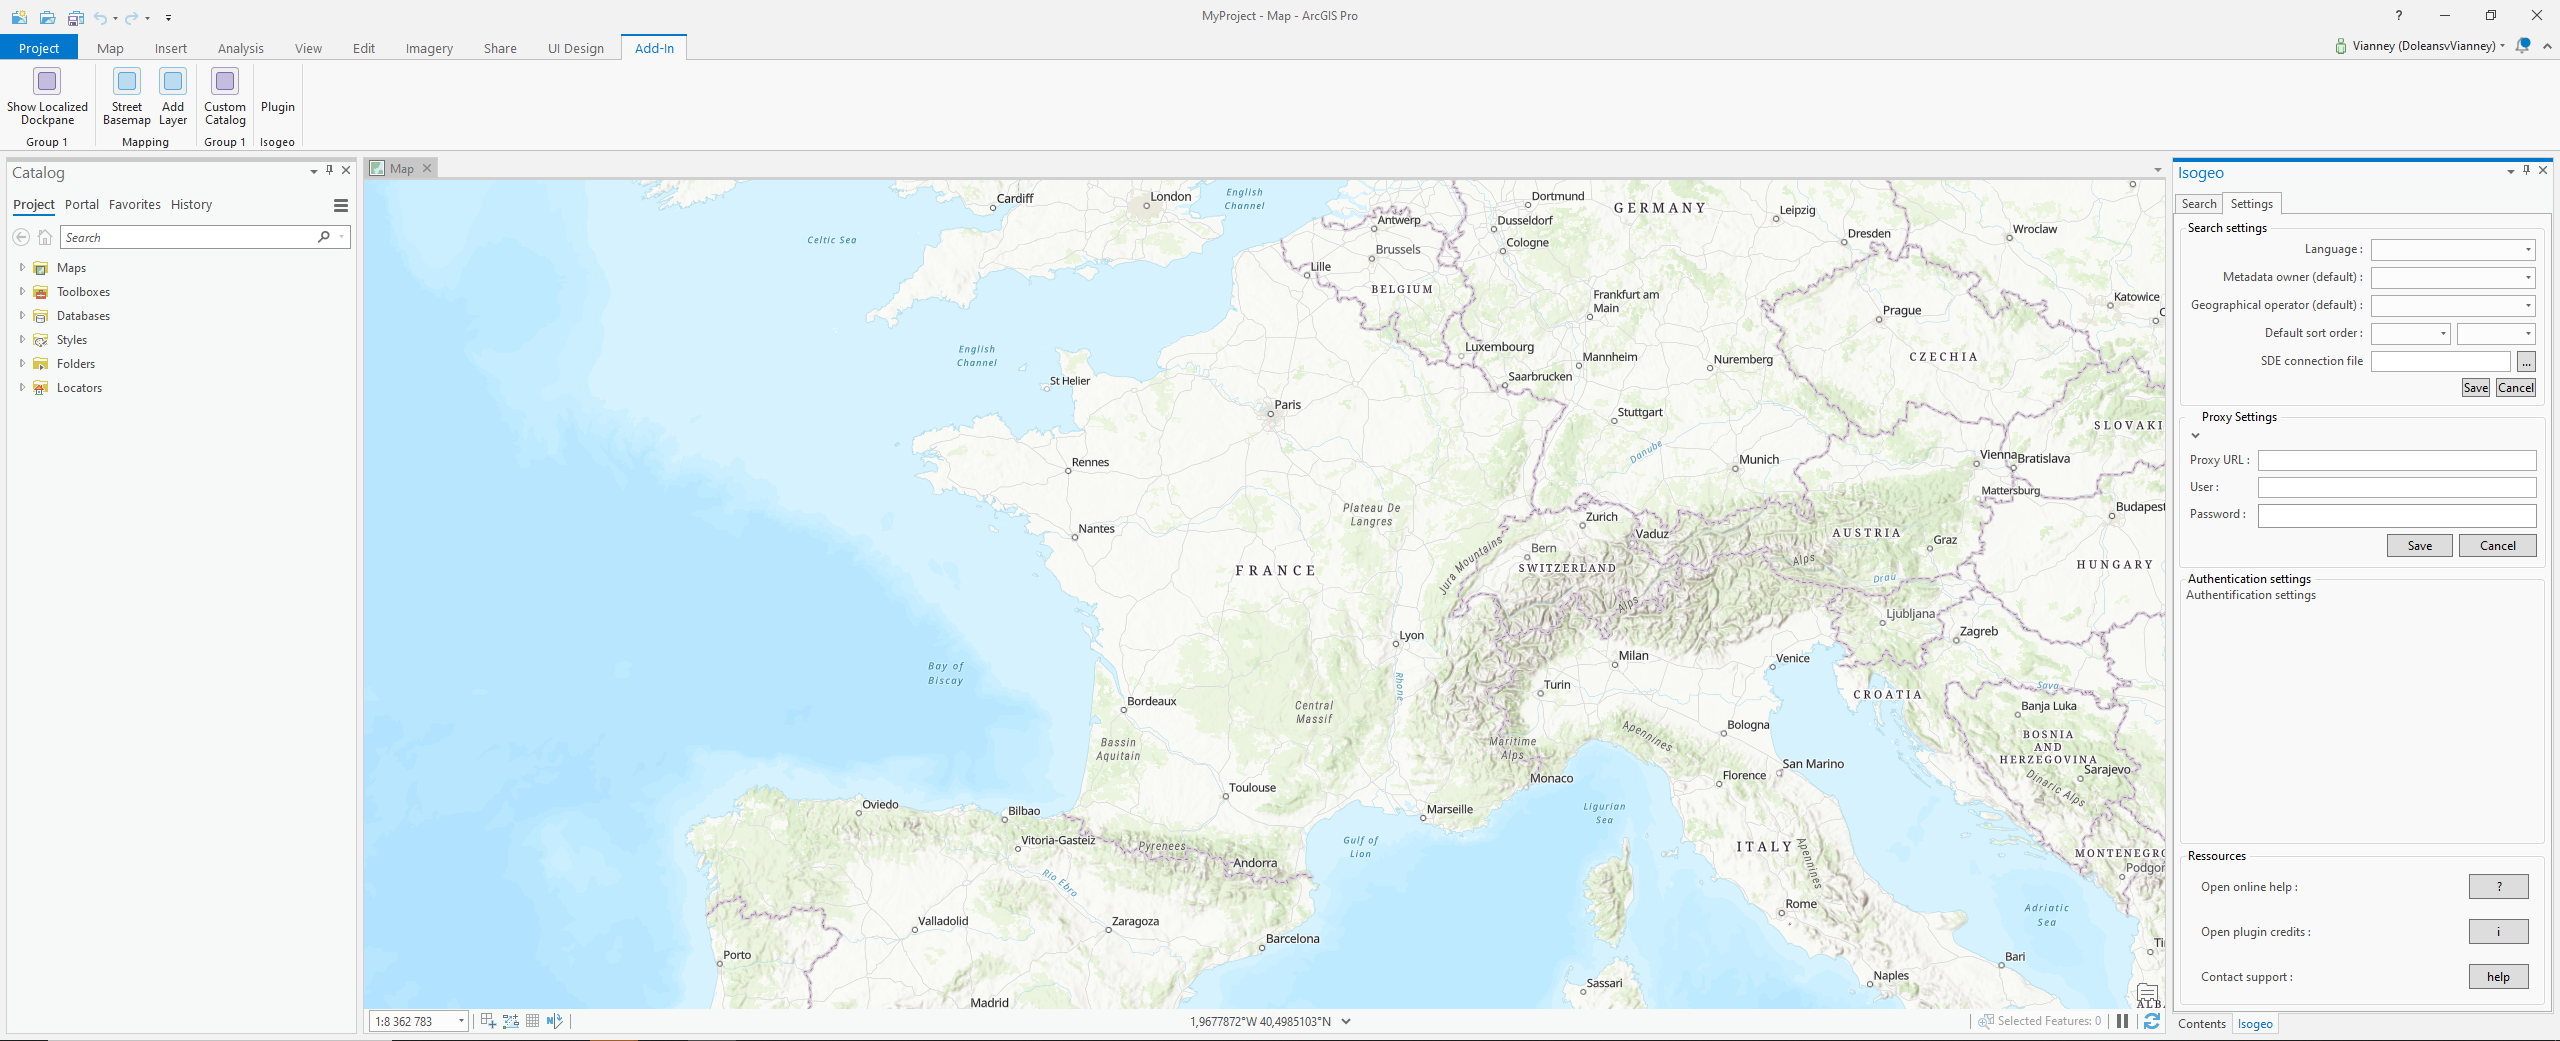 MyProject - Map - ArcGIS Pro
?
Project
Map
Insert
Analysis
View
Edit
Imagery
Share
UI Design
Add-In
Vianney (DoleansvVianney)
Show Localized
Dockpane
Street
Basemap
Add
Layer
Custom
Catalog
Plugin
Group 1
Mapping
Group 1
Isogeo
Catalog
Project
Portal
Favorites
History
Search
Maps
Toolboxes
Databases
Styles
Folders
Locators
Map
London
Cardiff
English
Channel
Celtic Sea
Dortmund
Dusseldorf
Cologne
GERMANY
Leipzig
Dresden
Wroclaw
Antwerp
Brussels
Lille
BELGIUM
Frankfurt am
Main
Prague
Katowice
English
Channel
St Helier
Luxembourg
Saarbrucken
Mannheim
Nuremberg
CZECHIA
Paris
Stuttgart
SLOVAKI
Rennes
Danube
Munich
Vienna
Bratislava
Mattersburg
Budapest
Nantes
Plateau De
Langres
Zurich
Vaduz
AUSTRIA
Graz
Bern
Jura Mountains
SWITZERLAND
Alps
Alps
Drau
HUNGARY
FRANCE
Ljubljana
Zagreb
Lyon
Milan
Venice
Bay of
Biscay
Rhone
Turin
CROATIA
Sava
Banja Luka
Bordeaux
Central
Massif
Bologna
Apennines
BOSNIA
AND
HERZEGOVINA
Sarajevo
Dinaric Alps
Bassin
Aquitain
Maritime
Alps
Monaco
Florence
San Marino
Toulouse
Marseille
Ligurian
Sea
Oviedo
Bilbao
Vitoria-Gasteiz
Pyrenees
Andorra
Gulf of
Lion
ITALY
Apennines
MONTENEGRO
Podgor
Rio Ebro
Valladolid
Zaragoza
Barcelona
Rome
Adriatic
Sea
Porto
Bari
Naples
Sassari
Madrid
Ti
ALB
1:8 362 783
1,9677872°W 40,4985103°N
Selected Features: 0
Isogeo
Search
Settings
Search settings
Language :
Metadata owner (default) :
Geographical operator (default) :
Default sort order :
SDE connection file
...
Save
Cancel
Proxy Settings
Proxy URL :
User :
Password :
Save
Cancel
Authentication settings
Authentification settings
Ressources
Open online help :
?
Open plugin credits :
i
Contact support :
help
Contents
Isogeo